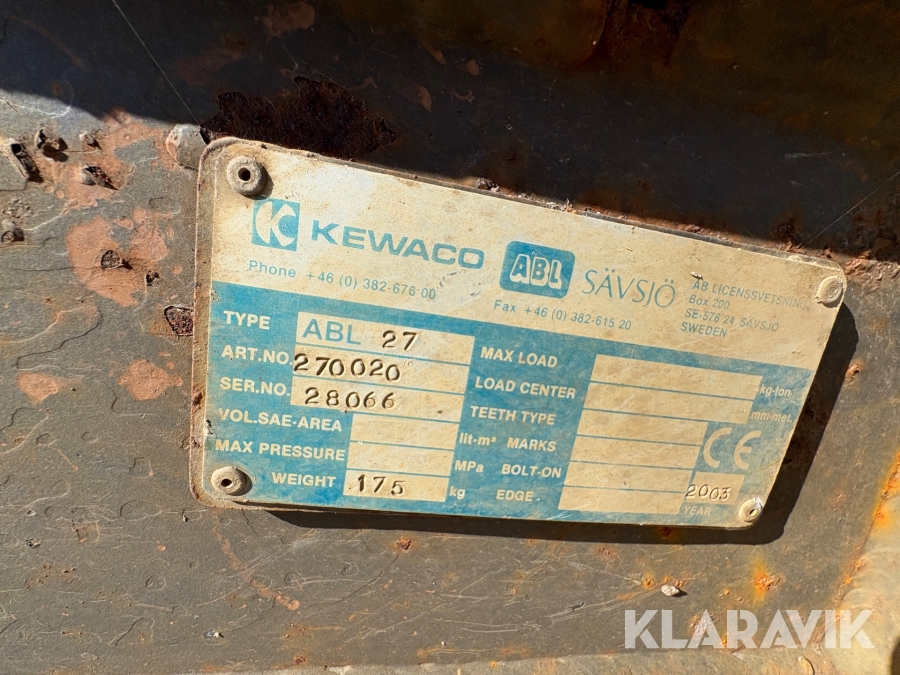 K KEWACO ABL SÄVSJÖ
AB LICENSSVETSNING
Box 200
SE-576 24 SÄVSJÖ
SWEDEN
Phone +46 (0) 382-676 00
Fax +46 (0) 382-615 20
TYPE ABL 27
ART.NO. 270020
SER.NO. 28066
VOL.SAE-AREA lit-m³
MAX PRESSURE MPa
WEIGHT 175 kg
MAX LOAD kg-ton
LOAD CENTER mm-met.
TEETH TYPE
MARKS
BOLT-ON
EDGE
CE
2003
YEAR
KLARAVIK